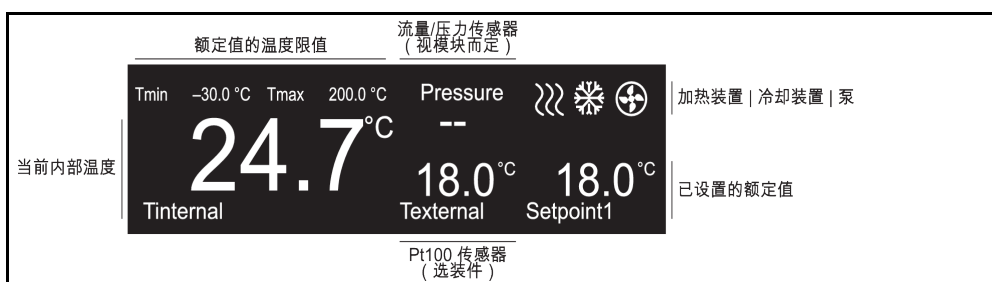 流量/压力传感器
额定值的温度限值
(视模块而定)
Tmin –30.0 °C Tmax 200.0 °C Pressure
加热装置 | 冷却装置 | 泵
--
24.7°C
当前内部温度
18.0°C 18.0°C
已设置的额定值
Tinternal Texternal Setpoint1
Pt100 传感器
(选装件)